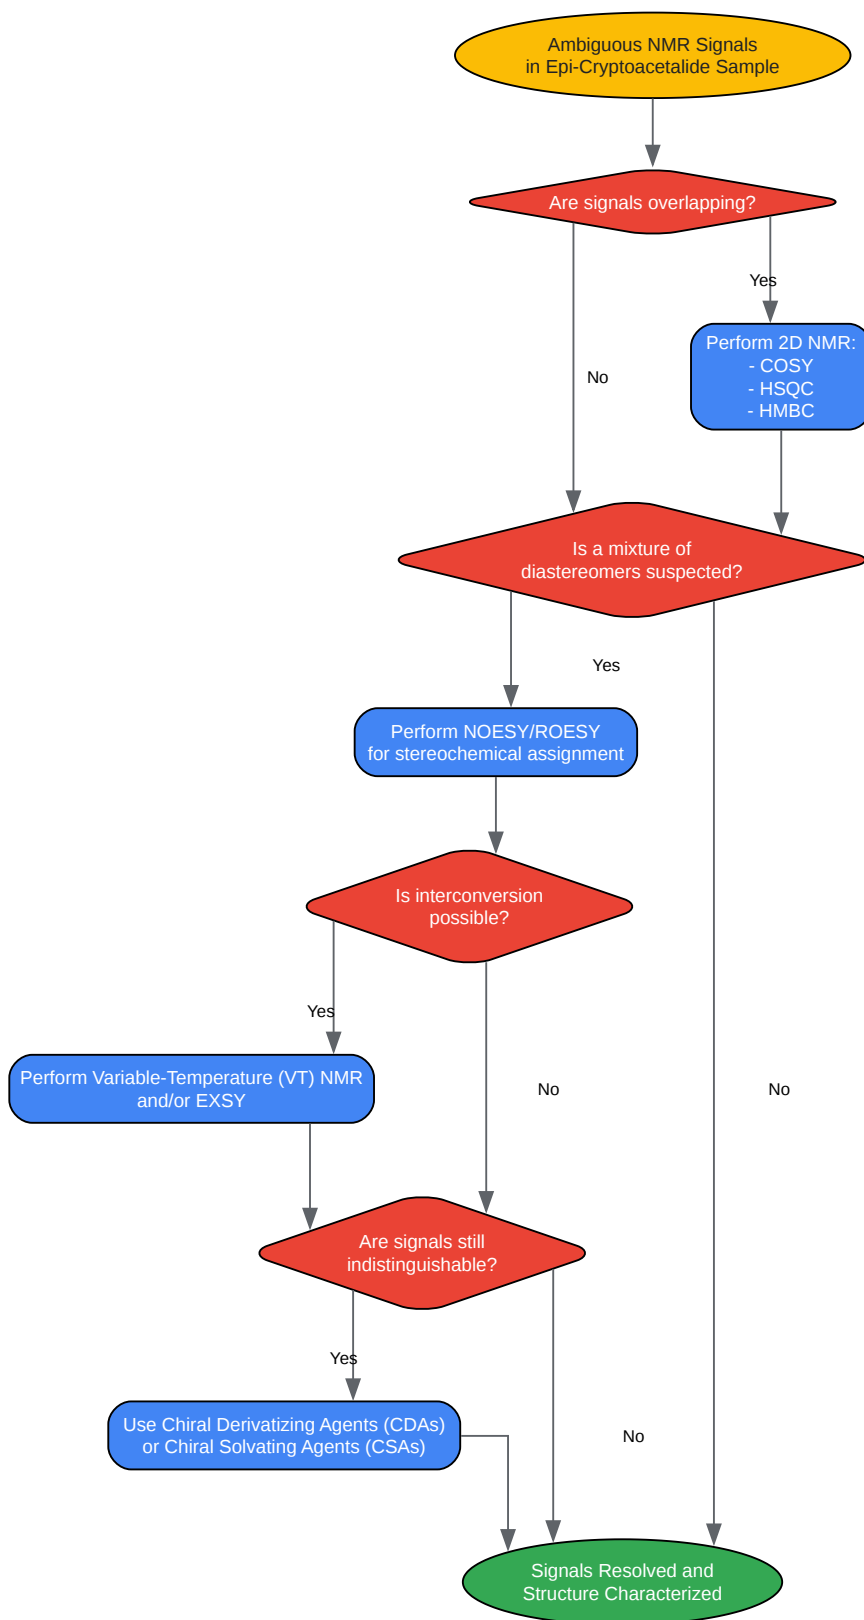 Ambiguous NMR Signals
in Epi-Cryptoacetalide Sample
Are signals overlapping?
Yes
Perform 2D NMR:
- COSY
- HSQC
- HMBC
No
Is a mixture of
diastereomers suspected?
Yes
Perform NOESY/ROESY
for stereochemical assignment
Is interconversion
possible?
Yes
Perform Variable-Temperature (VT) NMR
and/or EXSY
No
No
Are signals still
indistinguishable?
Yes
Use Chiral Derivatizing Agents (CDAs)
or Chiral Solvating Agents (CSAs)
No
Signals Resolved and
Structure Characterized